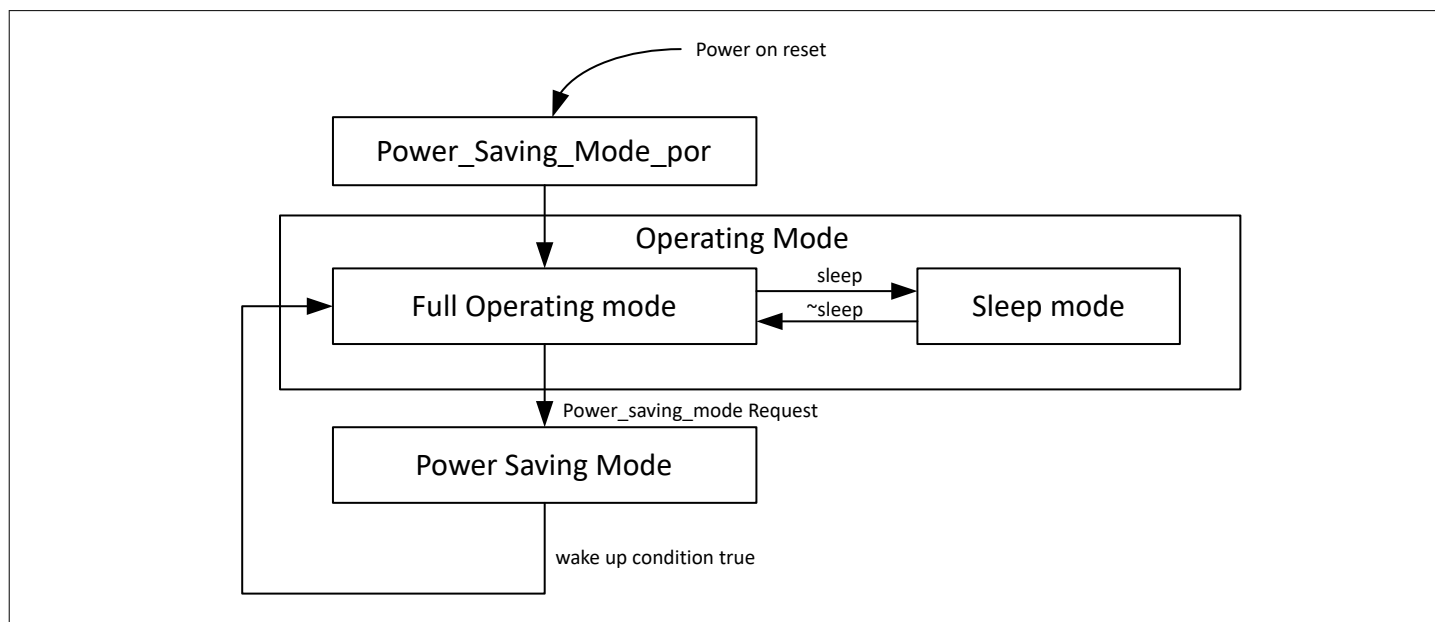 Power on reset
Power_Saving_Mode_por
Operating Mode
sleep
Full Operating mode
Sleep mode
~sleep
Power_saving_mode Request
Power Saving Mode
wake up condition true